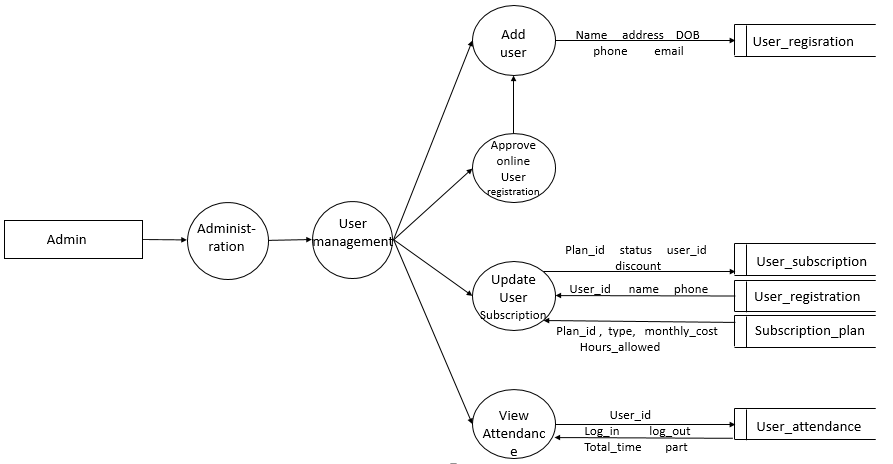 Add
user
Name address DOB
phone email
User_regisration
Approve
online
User
registration
Admin
Administ-
ration
User
management
Update
User
Subscription
Plan_id status user_id
discount
User_subscription
User_id name phone
User_registration
Plan_id , type, monthly_cost
Hours_allowed
Subscription_plan
View
Attendanc
e
User_id
Log_in log_out
Total_time part
User_attendance